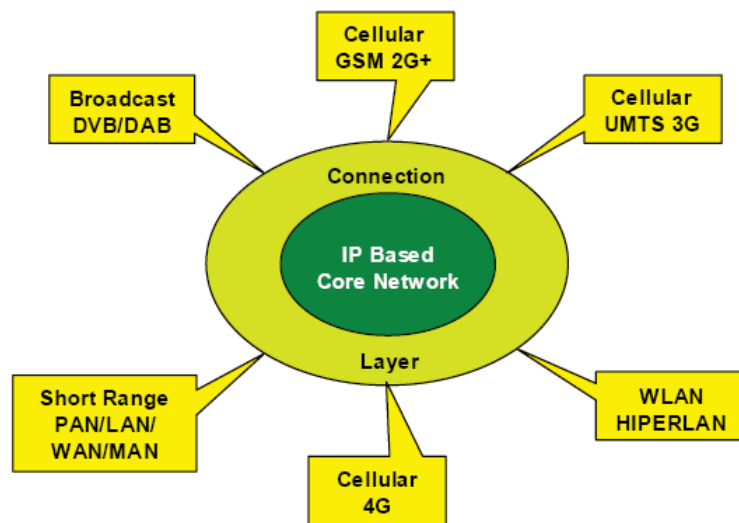 Cellular
GSM 2G+
Broadcast
DVB/DAB
Cellular
UMTS 3G
Connection
IP Based
Core Network
Layer
Short Range
PAN/LAN/
WAN/MAN
WLAN
HIPERLAN
Cellular
4G